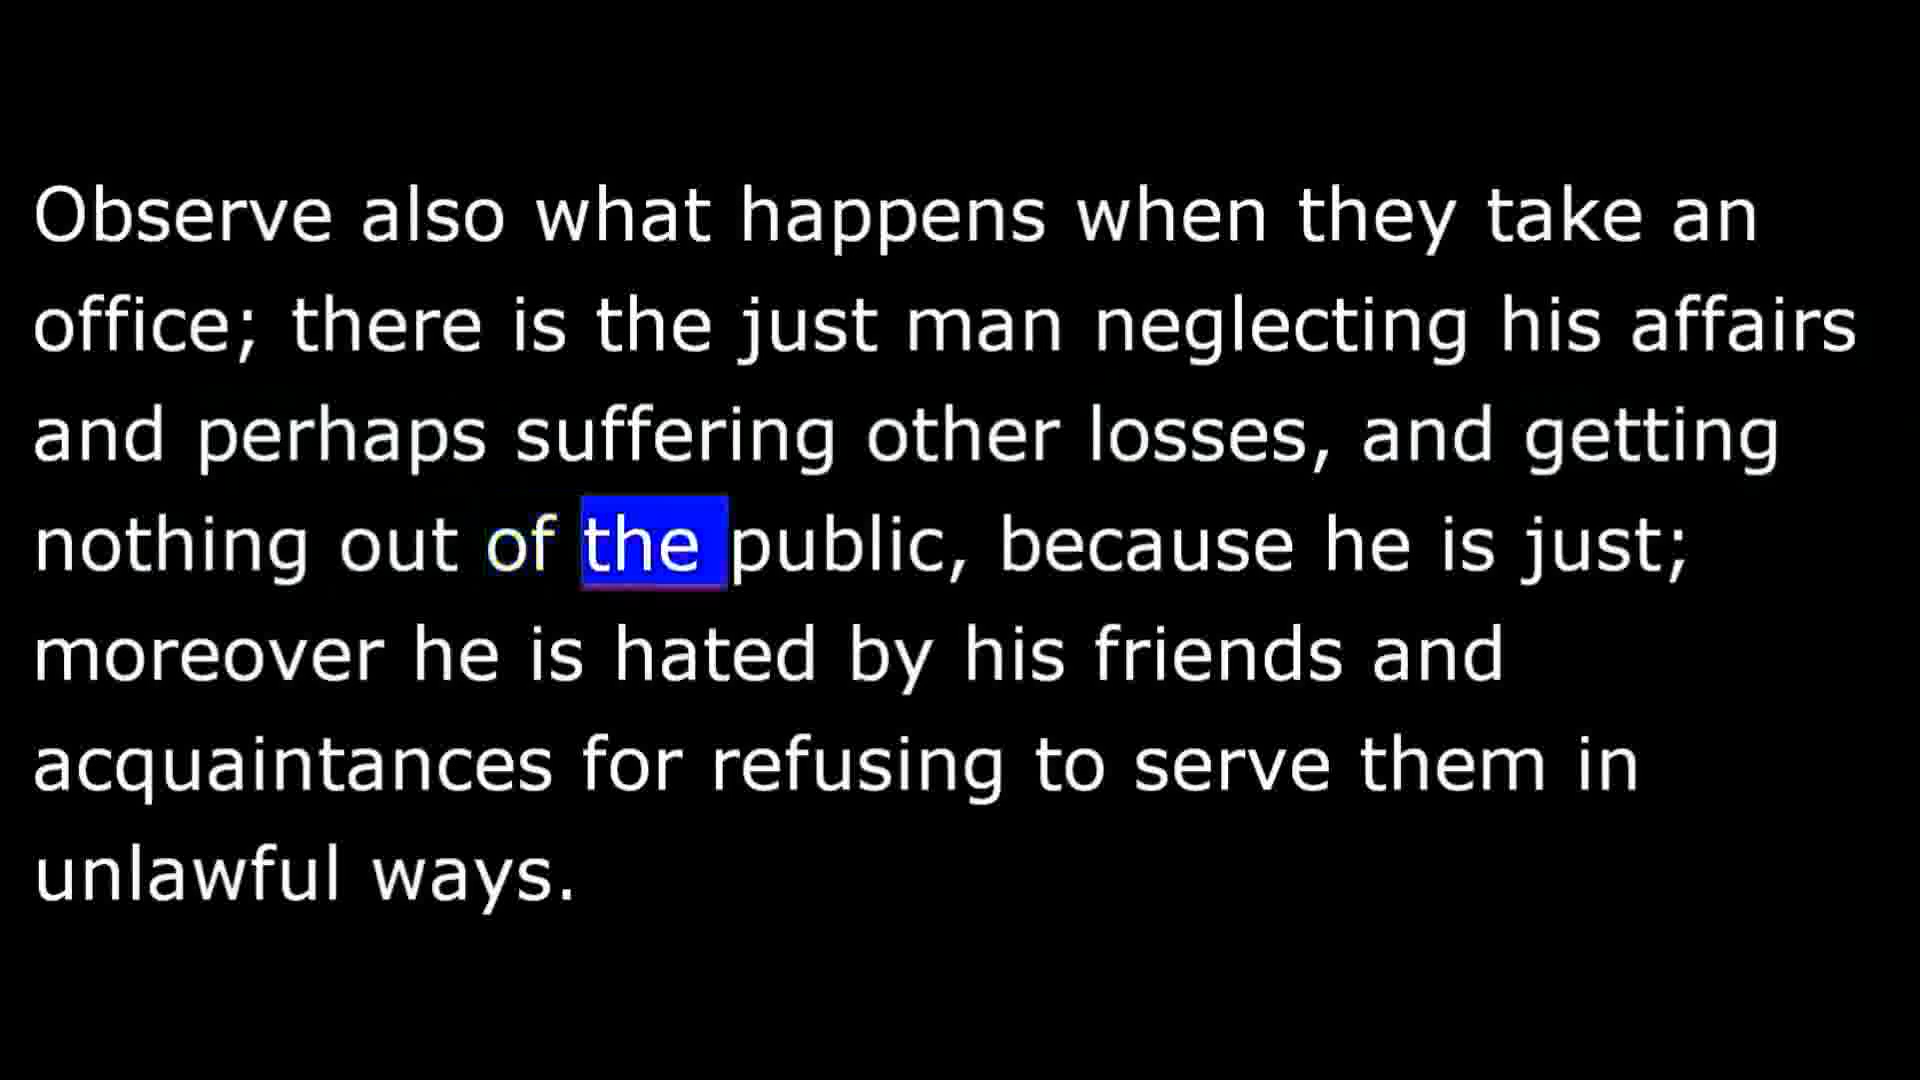 Observe also what happens when they take an
office; there is the just man neglecting his affairs
and perhaps suffering other losses, and getting
nothing out of the public, because he is just;
moreover he is hated by his friends and
acquaintances for refusing to serve them in
unlawful ways.